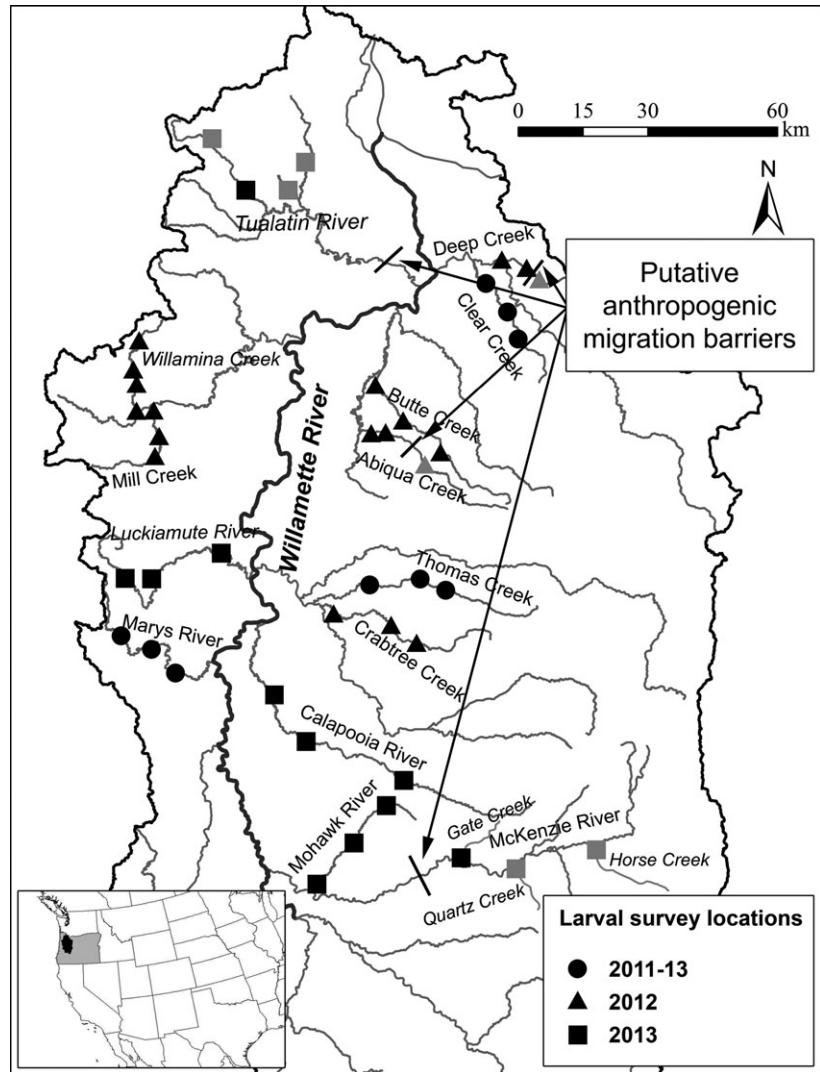 0 15 30 60
km
N
Tualatin River
Deep Creek
Putative
anthropogenic
migration barriers
Clear Creek
Willamina Creek
Butte Creek
Willamette River
Abiqua Creek
Mill Creek
Luckiamute River
Thomas Creek
Marys River
Crabtree Creek
Calapooia River
Mohawk River
Gate Creek
McKenzie River
Horse Creek
Quartz Creek
Larval survey locations
2011-13
2012
2013